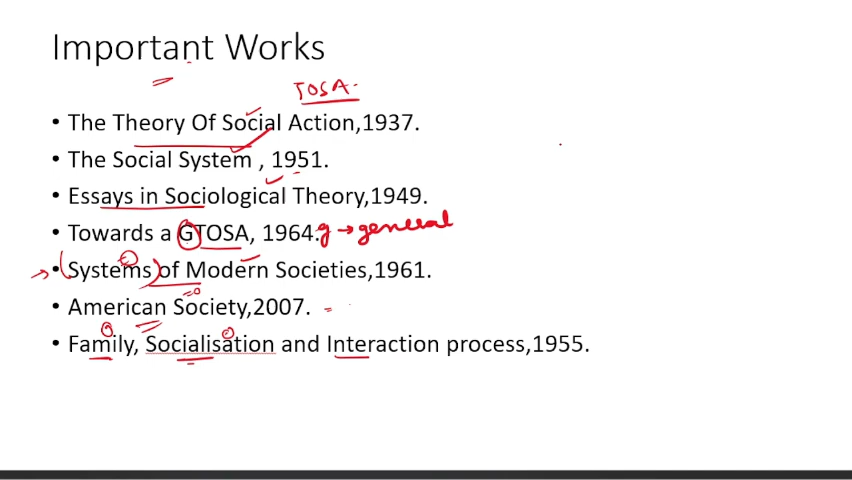 Important Works
TOSA
• The Theory Of Social Action,1937.
• The Social System , 1951.
• Essays in Sociological Theory,1949.
• Towards a GTOSA, 1964. g → general
• Systems of Modern Societies,1961.
• American Society,2007.
• Family, Socialisation and Interaction process,1955.